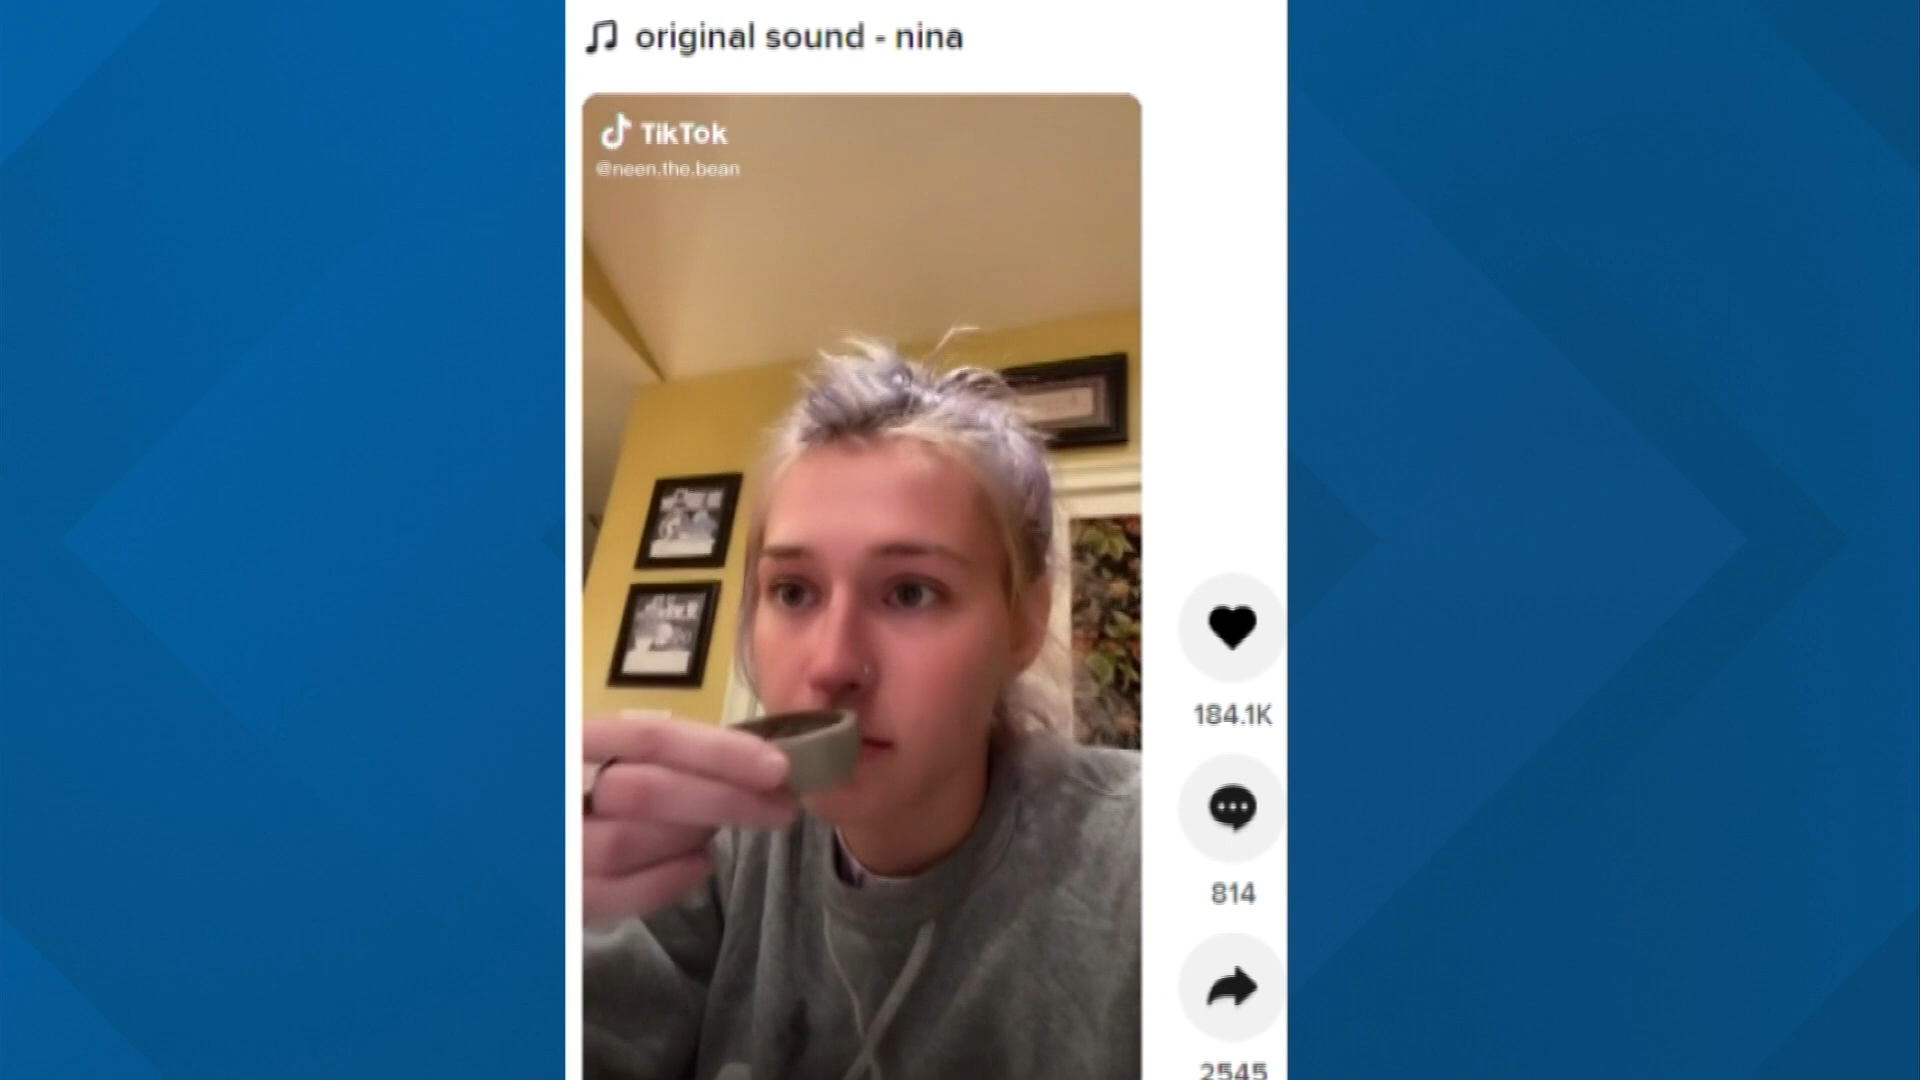 original sound - nina
TikTok
@neen.the.bean
184.1K
814
2545